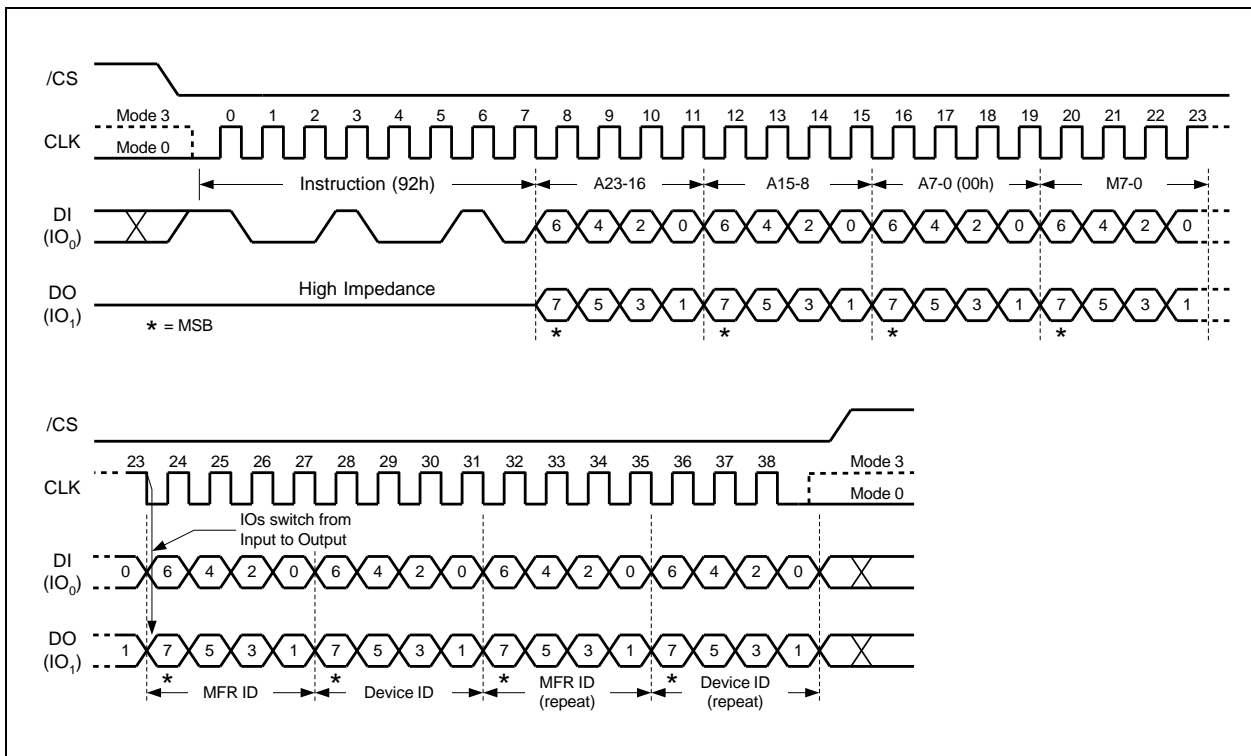 /CS
Mode 3 0 1 2 3 4 5 6 7 8 9 10 11 12 13 14 15 16 17 18 19 20 21 22 23
CLK
Mode 0
Instruction (92h) A23-16 A15-8 A7-0 (00h) M7-0
DI
(IO0)
6 4 2 0 6 4 2 0 6 4 2 0 6 4 2 0
High Impedance
DO
(IO1)
7 5 3 1 7 5 3 1 7 5 3 1 7 5 3 1
* = MSB
* * * *
/CS
23 24 25 26 27 28 29 30 31 32 33 34 35 36 37 38 Mode 3
CLK
Mode 0
IOs switch from
Input to Output
DI
(IO0)
0 6 4 2 0 6 4 2 0 6 4 2 0 6 4 2 0
DO
(IO1)
1 7 5 3 1 7 5 3 1 7 5 3 1 7 5 3 1
* * * *
MFR ID Device ID MFR ID
(repeat)
Device ID
(repeat)